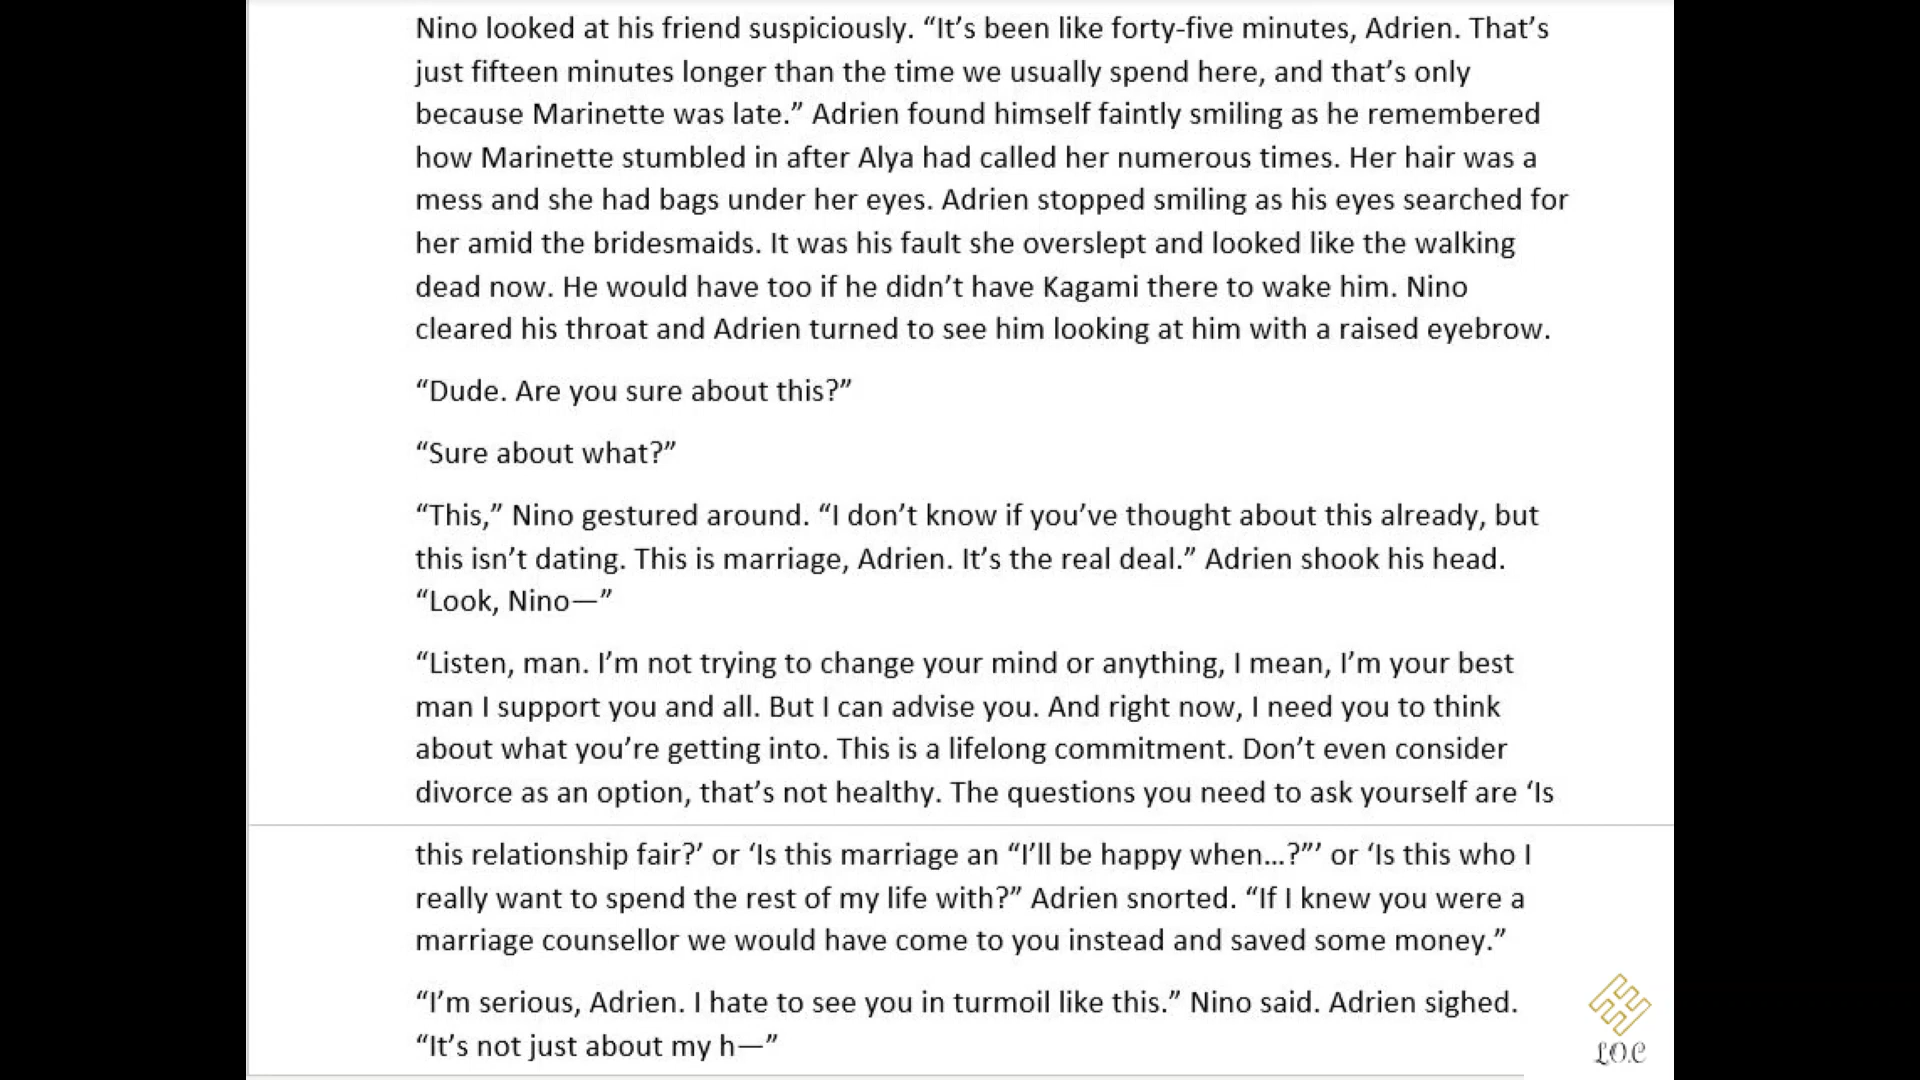 Nino looked at his friend suspiciously. “It’s been like forty-five minutes, Adrien. That’s
just fifteen minutes longer than the time we usually spend here, and that’s only
because Marinette was late.” Adrien found himself faintly smiling as he remembered
how Marinette stumbled in after Alya had called her numerous times. Her hair was a
mess and she had bags under her eyes. Adrien stopped smiling as his eyes searched for
her amid the bridesmaids. It was his fault she overslept and looked like the walking
dead now. He would have too if he didn’t have Kagami there to wake him. Nino
cleared his throat and Adrien turned to see him looking at him with a raised eyebrow.
“Dude. Are you sure about this?”
“Sure about what?”
“This,” Nino gestured around. “I don’t know if you’ve thought about this already, but
this isn’t dating. This is marriage, Adrien. It’s the real deal.” Adrien shook his head.
“Look, Nino—”
“Listen, man. I’m not trying to change your mind or anything, I mean, I’m your best
man I support you and all. But I can advise you. And right now, I need you to think
about what you’re getting into. This is a lifelong commitment. Don’t even consider
divorce as an option, that’s not healthy. The questions you need to ask yourself are ‘Is
this relationship fair?’ or ‘Is this marriage an “I’ll be happy when…?”’ or ‘Is this who I
really want to spend the rest of my life with?” Adrien snorted. “If I knew you were a
marriage counsellor we would have come to you instead and saved some money.”
“I’m serious, Adrien. I hate to see you in turmoil like this.” Nino said. Adrien sighed.
“It’s not just about my h—”
L.O.C